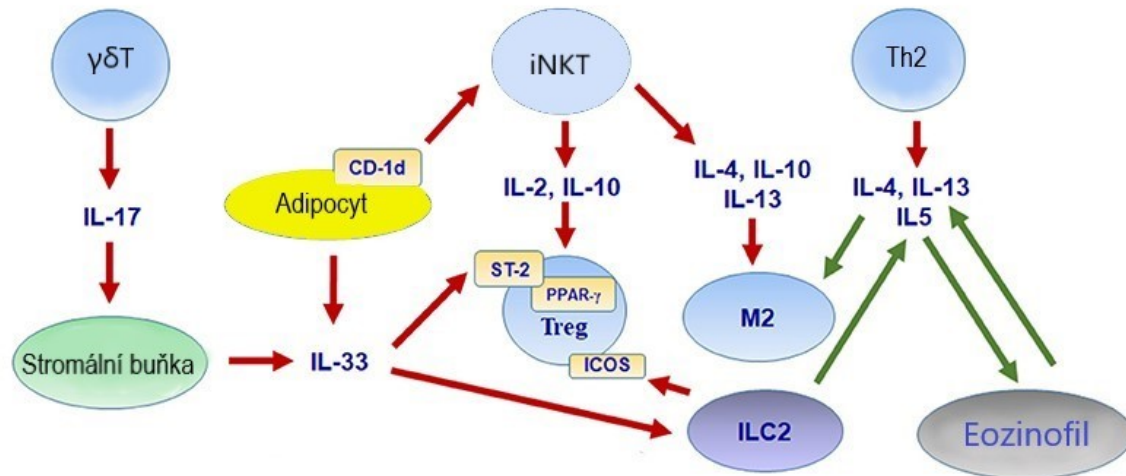 γδT
iNKT
Th2
CD-1d
Adipocyt
IL-17
IL-2, IL-10
IL-4, IL-10
IL-13
IL-4, IL-13
IL5
ST-2
PPAR-γ
Treg
ICOS
M2
Stromální buňka
IL-33
ILC2
Eozinofil